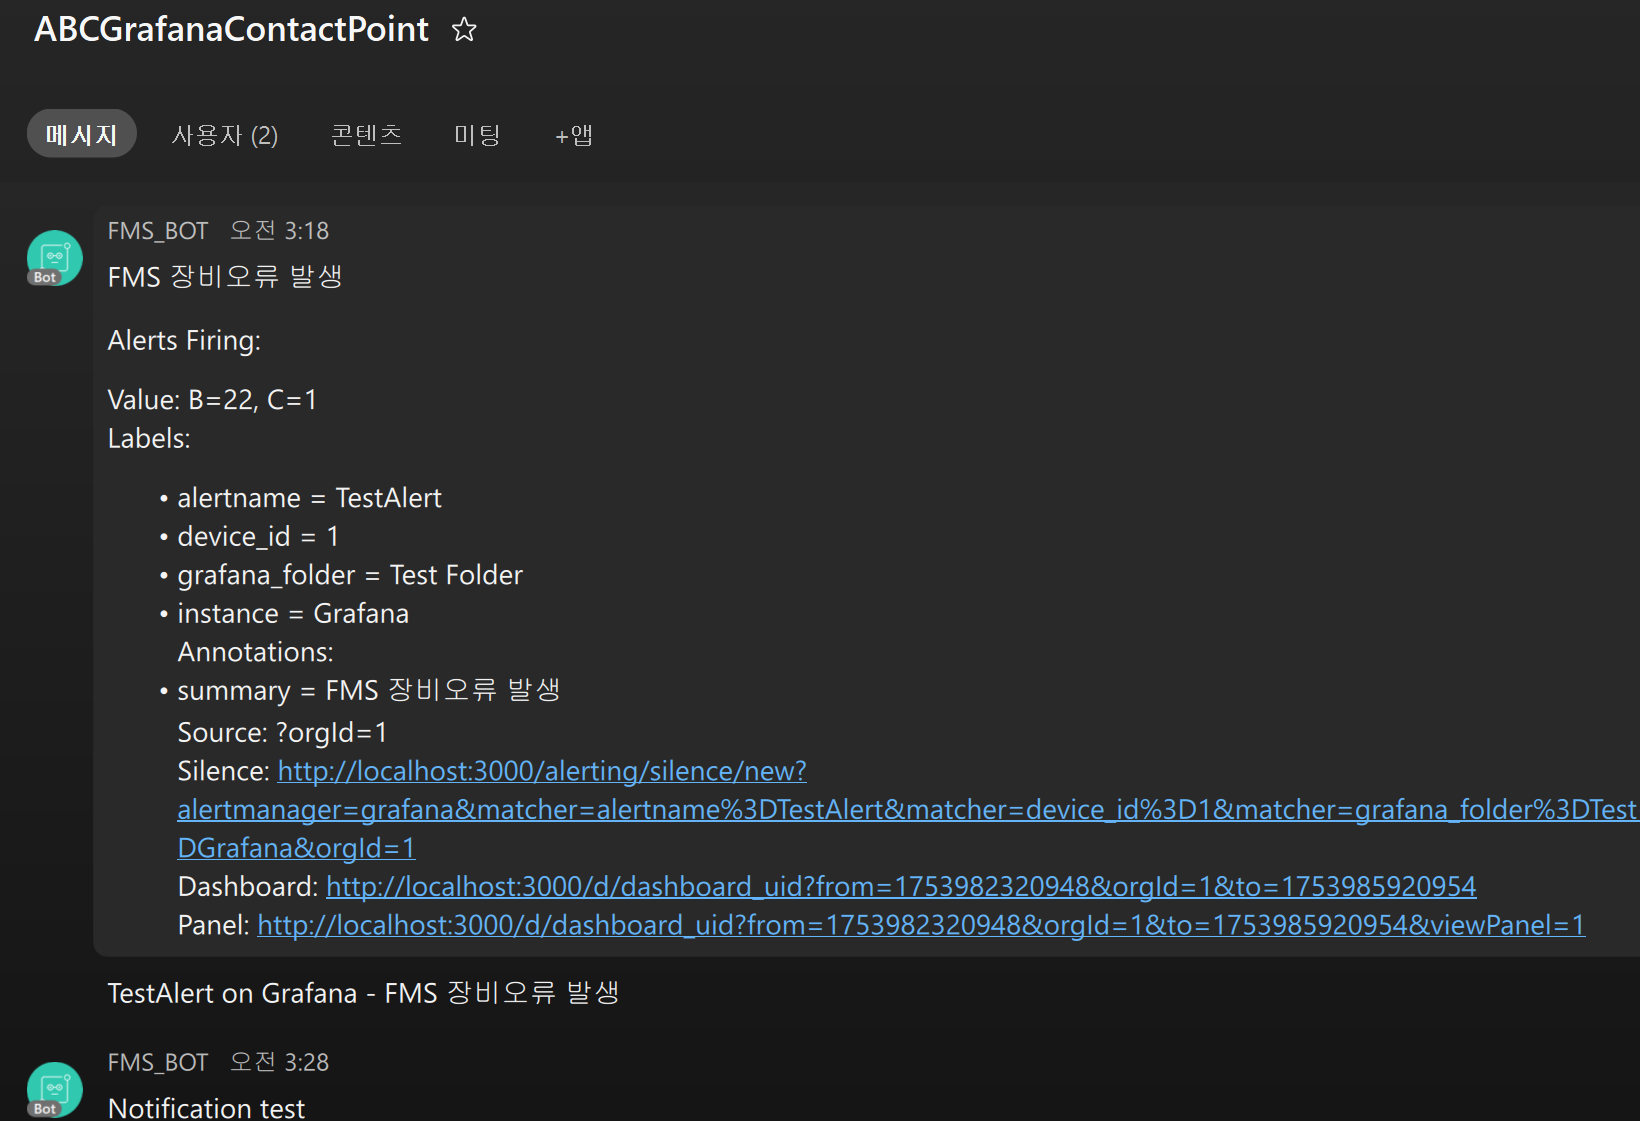 ABCGrafanaContactPoint
메시지 사용자 (2) 콘텐츠 미팅 +앱
FMS_BOT 오전 3:18
Bot
FMS 장비오류 발생
Alerts Firing:
Value: B=22, C=1
Labels:
• alertname = TestAlert
• device_id = 1
• grafana_folder = Test Folder
• instance = Grafana
Annotations:
• summary = FMS 장비오류 발생
Source: ?orgId=1
Silence: http://localhost:3000/alerting/silence/new?
alertmanager=grafana&matcher=alertname%3DTestAlert&matcher=device_id%3D1&matcher=grafana_folder%3DTest
DGrafana&orgId=1
Dashboard: http://localhost:3000/d/dashboard_uid?from=1753982320948&orgId=1&to=1753985920954
Panel: http://localhost:3000/d/dashboard_uid?from=1753982320948&orgId=1&to=1753985920954&viewPanel=1
TestAlert on Grafana - FMS 장비오류 발생
FMS_BOT 오전 3:28
Bot
Notification test